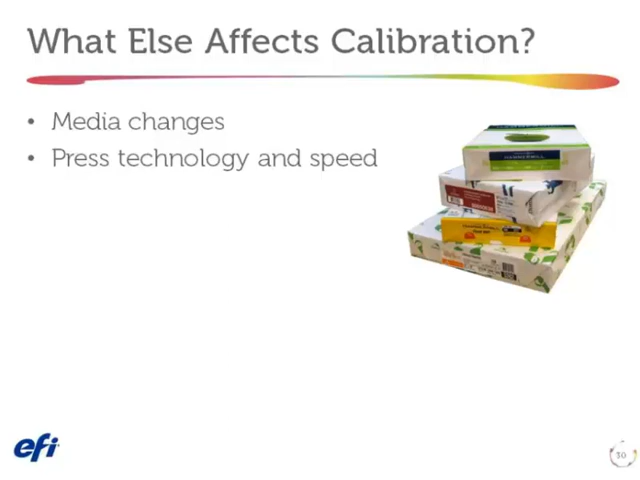 What Else Affects Calibration?
• Media changes
• Press technology and speed
efi
30